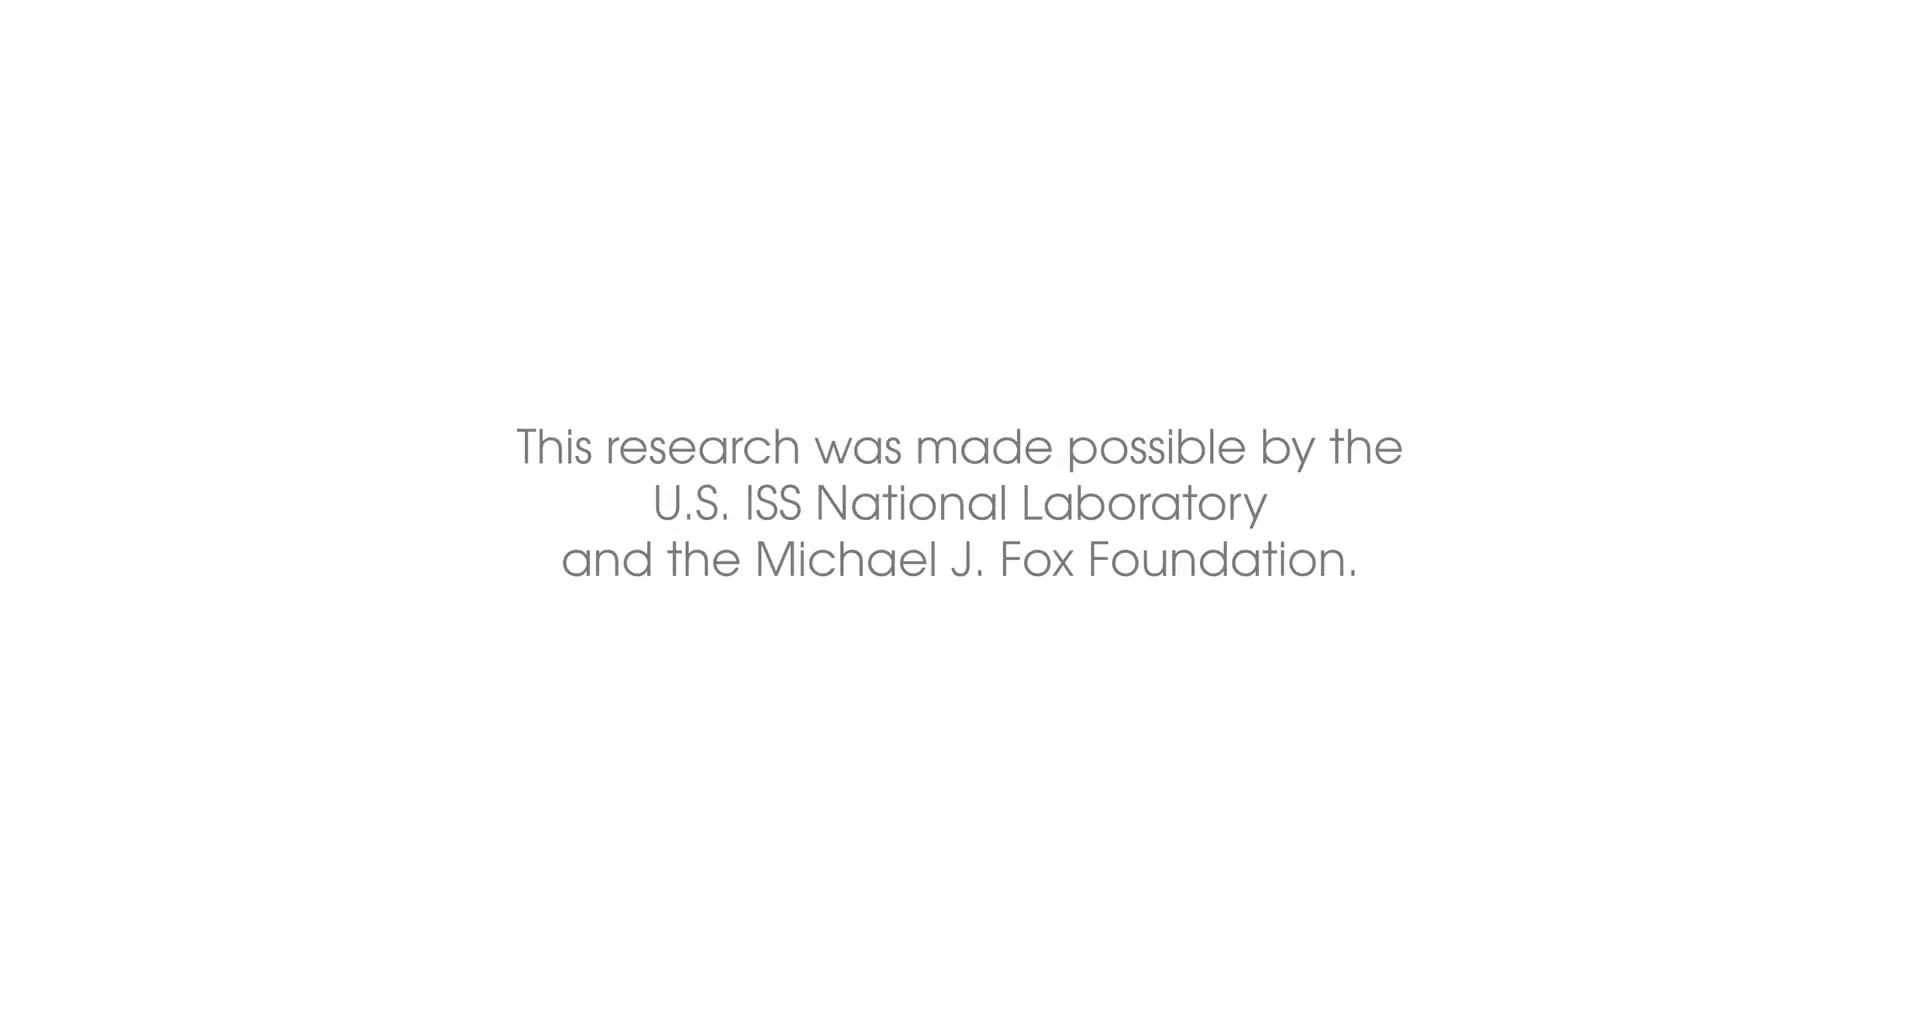 This research was made possible by the
U.S. ISS National Laboratory
and the Michael J. Fox Foundation.